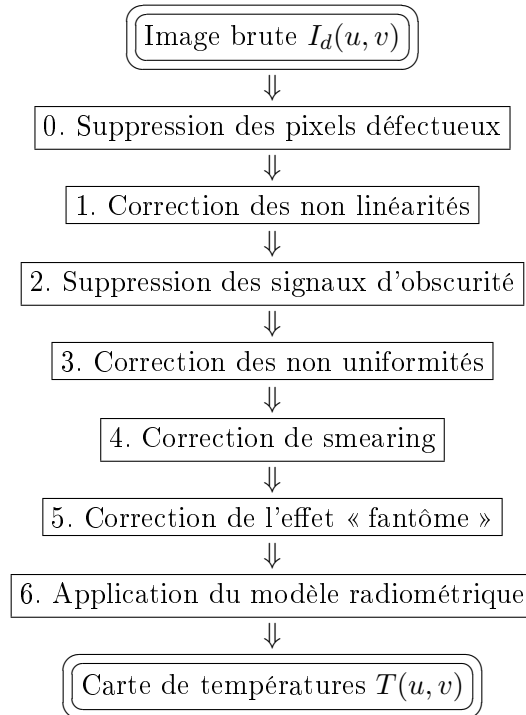 Image brute I_d(u, v)
⇓
0. Suppression des pixels défectueux
⇓
1. Correction des non linéarités
⇓
2. Suppression des signaux d'obscurité
⇓
3. Correction des non uniformités
⇓
4. Correction de smearing
⇓
5. Correction de l'effet « fantôme »
⇓
6. Application du modèle radiométrique
⇓
Carte de températures T(u, v)